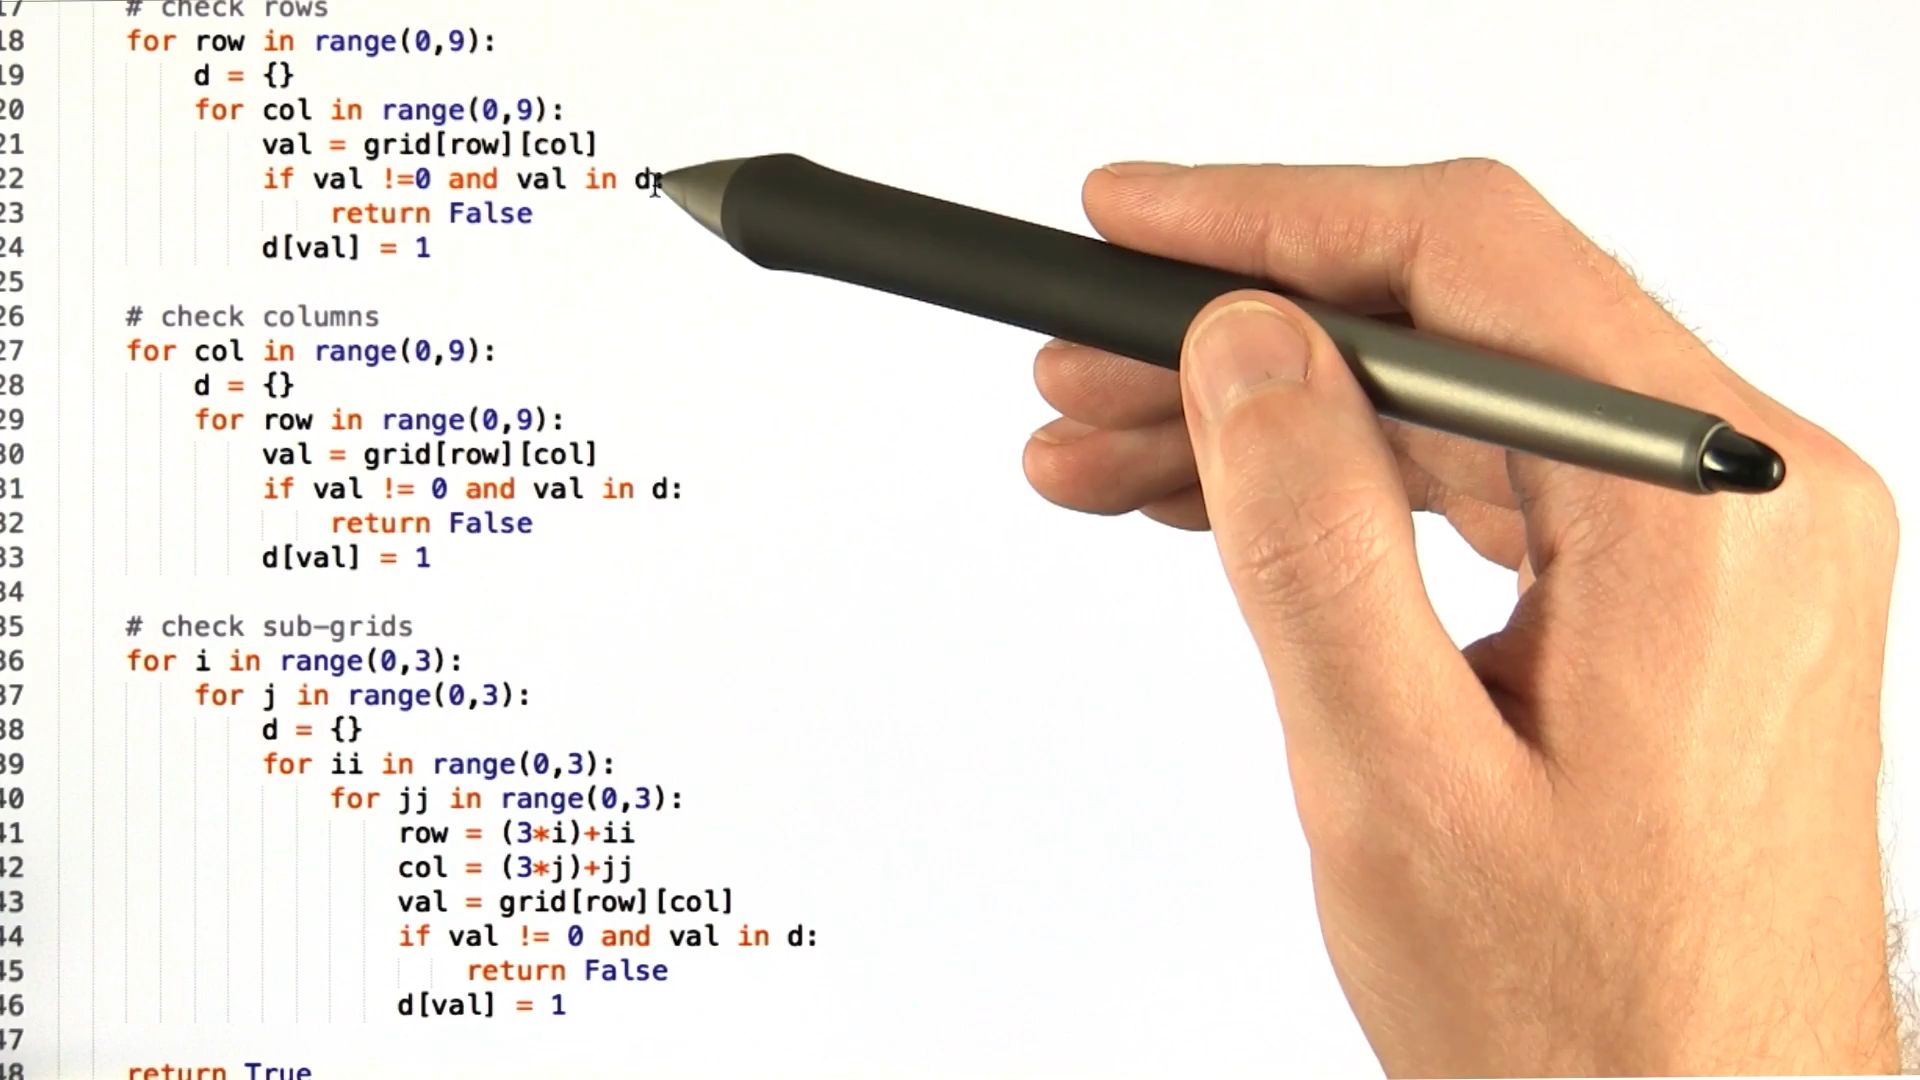 17 # check rows
18 for row in range(0,9):
19 d = {}
20 for col in range(0,9):
21 val = grid[row][col]
22 if val !=0 and val in d:
23 return False
24 d[val] = 1
25
26 # check columns
27 for col in range(0,9):
28 d = {}
29 for row in range(0,9):
30 val = grid[row][col]
31 if val != 0 and val in d:
32 return False
33 d[val] = 1
34
35 # check sub-grids
36 for i in range(0,3):
37 for j in range(0,3):
38 d = {}
39 for ii in range(0,3):
40 for jj in range(0,3):
41 row = (3*i)+ii
42 col = (3*j)+jj
43 val = grid[row][col]
44 if val != 0 and val in d:
45 return False
46 d[val] = 1
47
48 return True